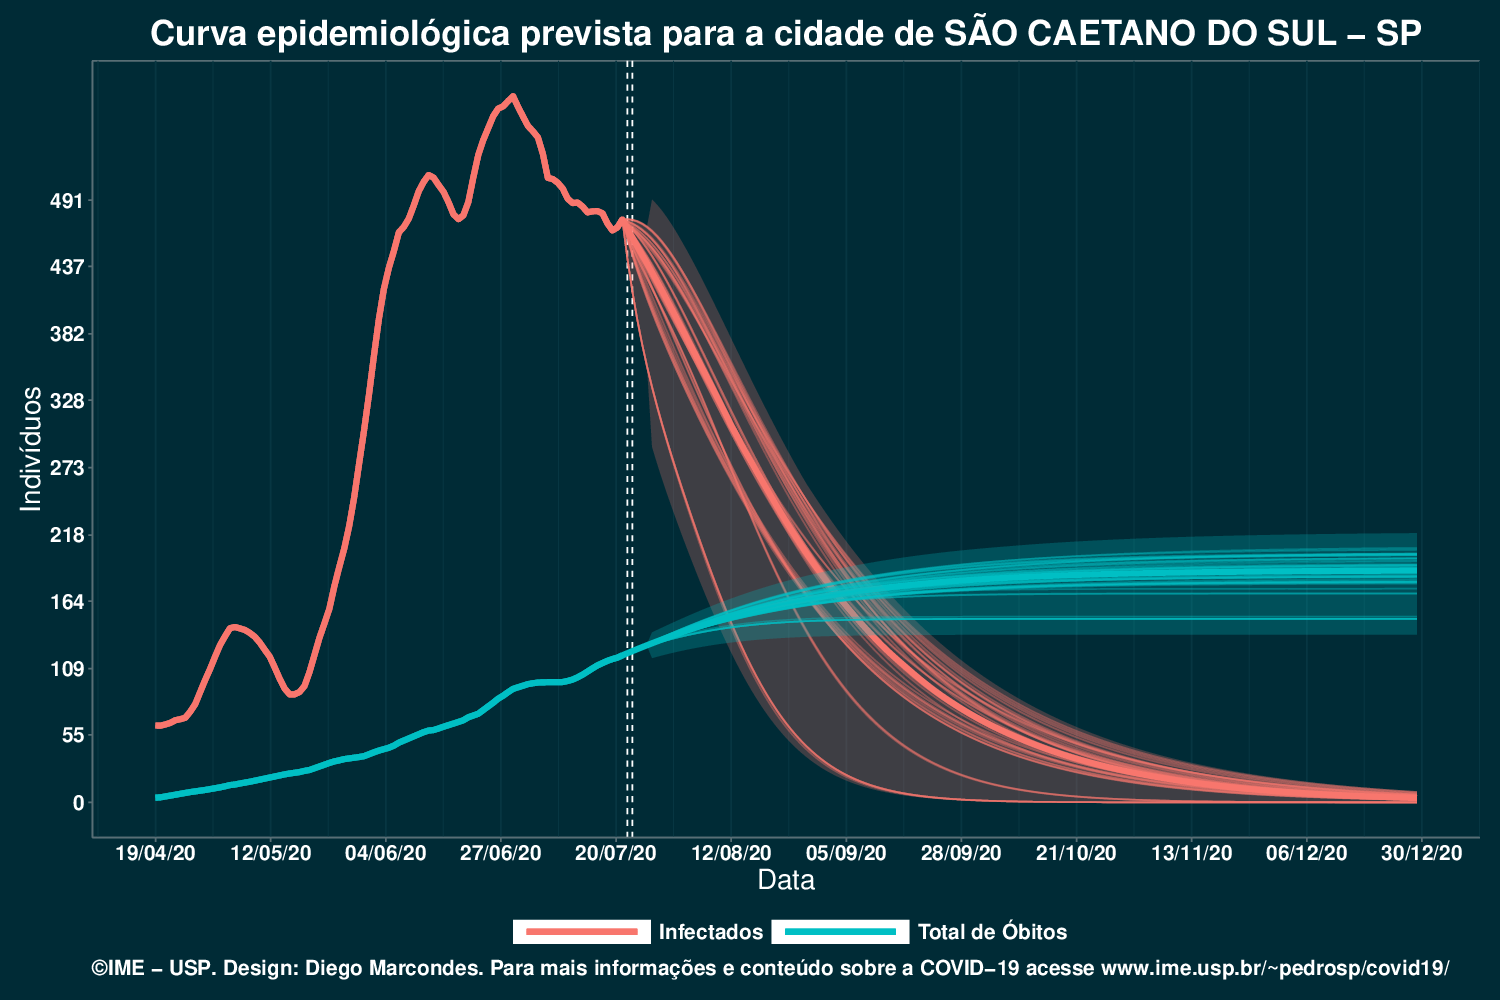 Curva epidemiológica prevista para a cidade de SÃO CAETANO DO SUL – SP
Indivíduos
491
437
382
328
273
218
164
109
55
0
19/04/20 12/05/20 04/06/20 27/06/20 20/07/20 12/08/20 05/09/20 28/09/20 21/10/20 13/11/20 06/12/20 30/12/20
Data
Infectados Total de Óbitos
©IME – USP. Design: Diego Marcondes. Para mais informações e conteúdo sobre a COVID–19 acesse www.ime.usp.br/~pedrosp/covid19/